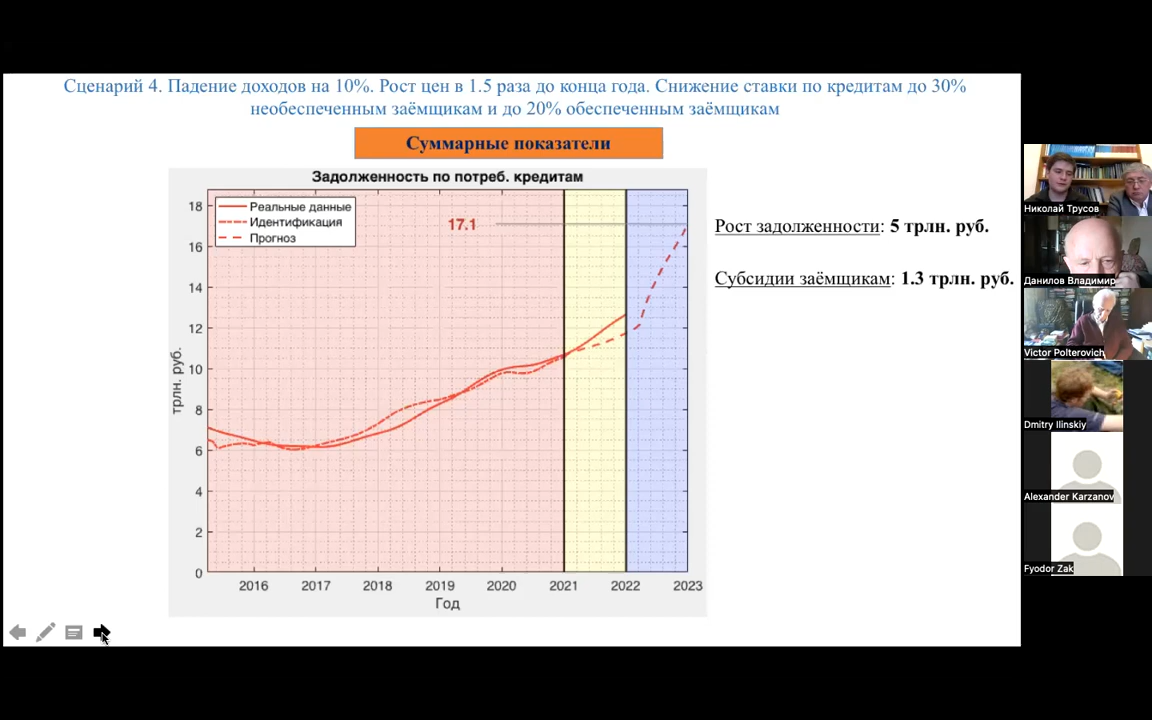 Сценарий 4. Падение доходов на 10%. Рост цен в 1.5 раза до конца года. Снижение ставки по кредитам до 30%
необеспеченным заёмщикам и до 20% обеспеченным заёмщикам
Суммарные показатели
Задолженность по потреб. кредитам
Реальные данные
Идентификация
Прогноз
17.1
18
16
14
12
10
8
6
4
2
0
трлн. руб.
2016 2017 2018 2019 2020 2021 2022 2023
Год
Рост задолженности: 5 трлн. руб.
Субсидии заёмщикам: 1.3 трлн. руб.
Николай Трусов
Данилов Владимир
Victor Polterovich
Dmitry Ilinskiy
Alexander Karzanov
Fyodor Zak